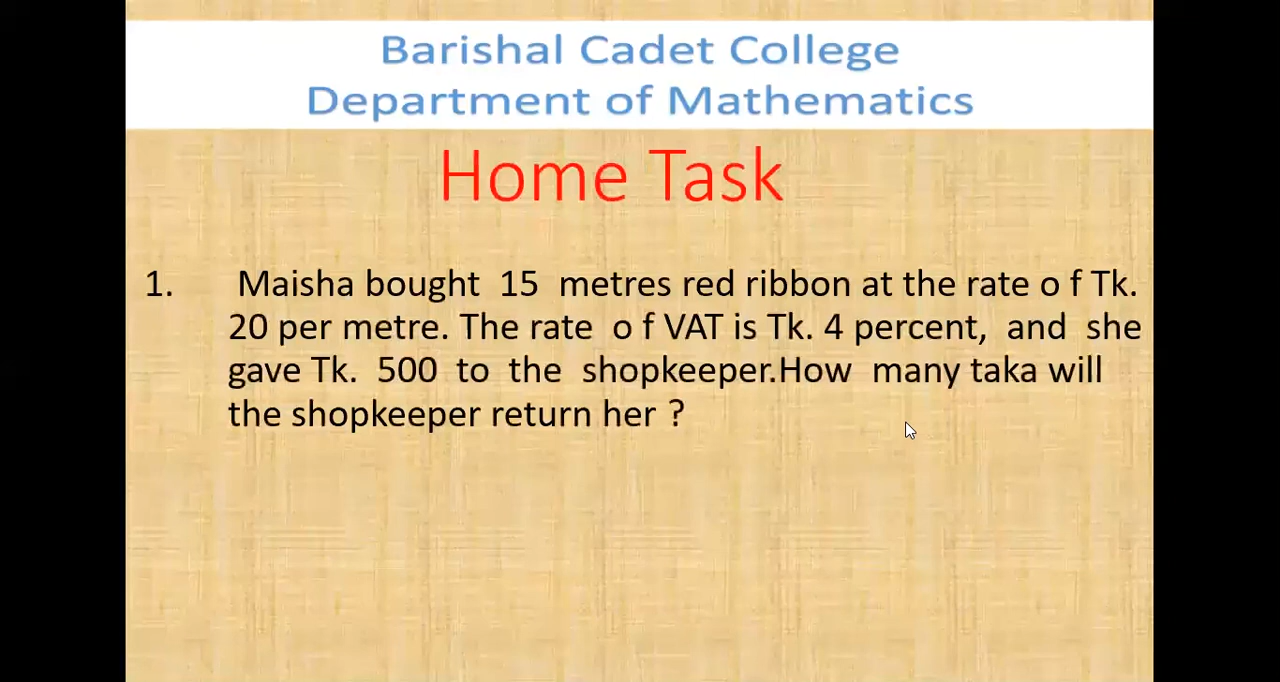 Barishal Cadet College
Department of Mathematics
Home Task
1. Maisha bought 15 metres red ribbon at the rate o f Tk.
20 per metre. The rate o f VAT is Tk. 4 percent, and she
gave Tk. 500 to the shopkeeper.How many taka will
the shopkeeper return her ?